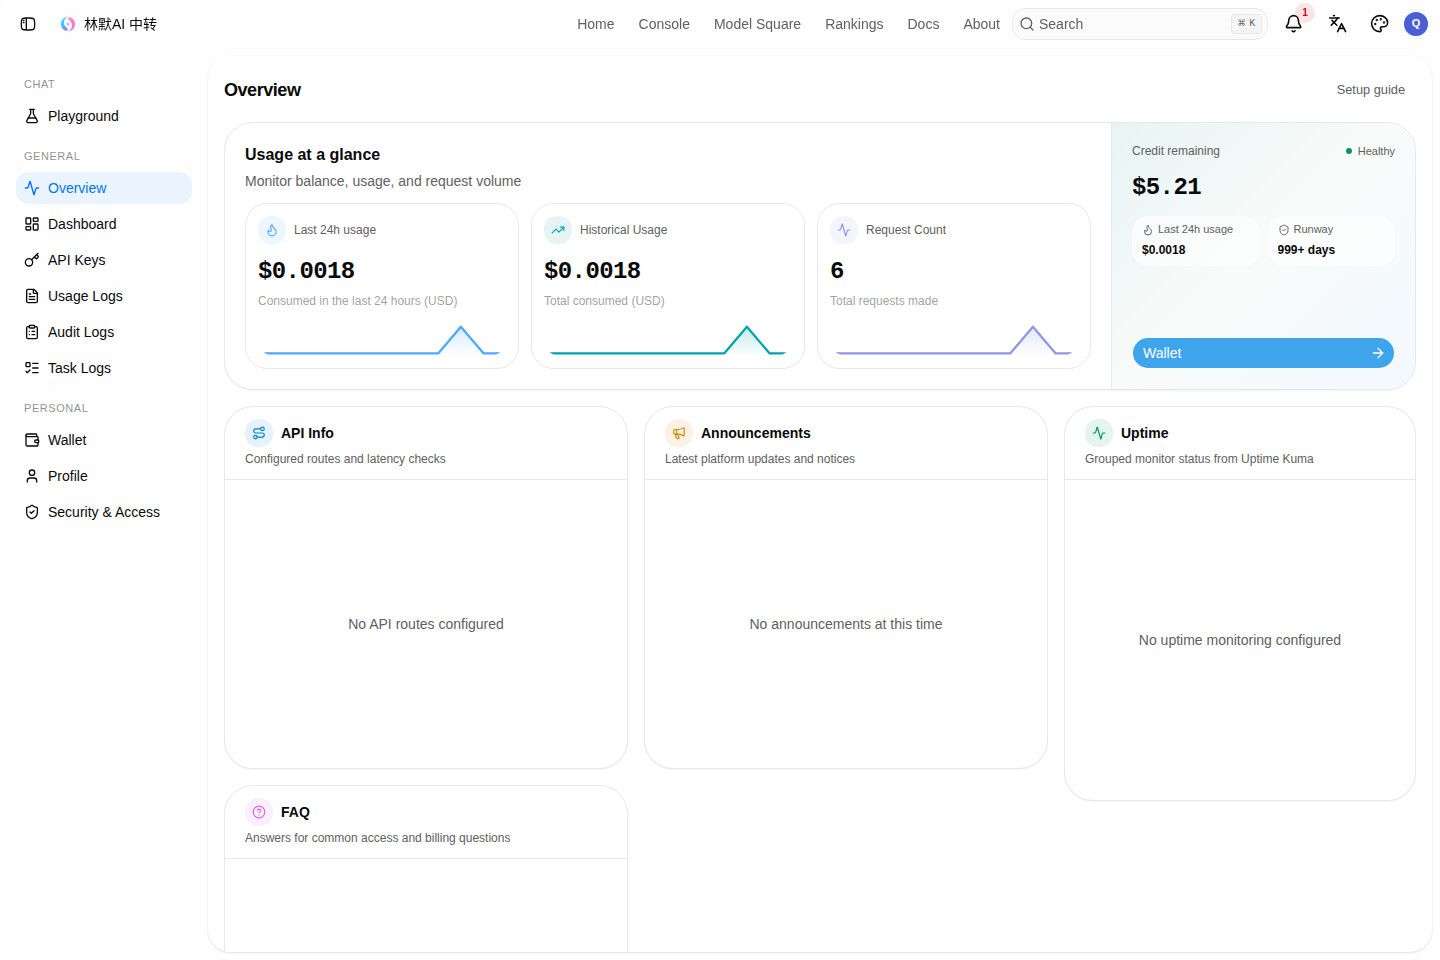 林默AI 中转
Home
Console
Model Square
Rankings
Docs
About
Search
⌘ K
1
Q
CHAT
Playground
GENERAL
Overview
Dashboard
API Keys
Usage Logs
Audit Logs
Task Logs
PERSONAL
Wallet
Profile
Security & Access
Overview
Setup guide
Usage at a glance
Monitor balance, usage, and request volume
Last 24h usage
$0.0018
Consumed in the last 24 hours (USD)
Historical Usage
$0.0018
Total consumed (USD)
Request Count
6
Total requests made
Credit remaining
Healthy
$5.21
Last 24h usage
$0.0018
Runway
999+ days
Wallet
API Info
Configured routes and latency checks
No API routes configured
Announcements
Latest platform updates and notices
No announcements at this time
Uptime
Grouped monitor status from Uptime Kuma
No uptime monitoring configured
FAQ
Answers for common access and billing questions